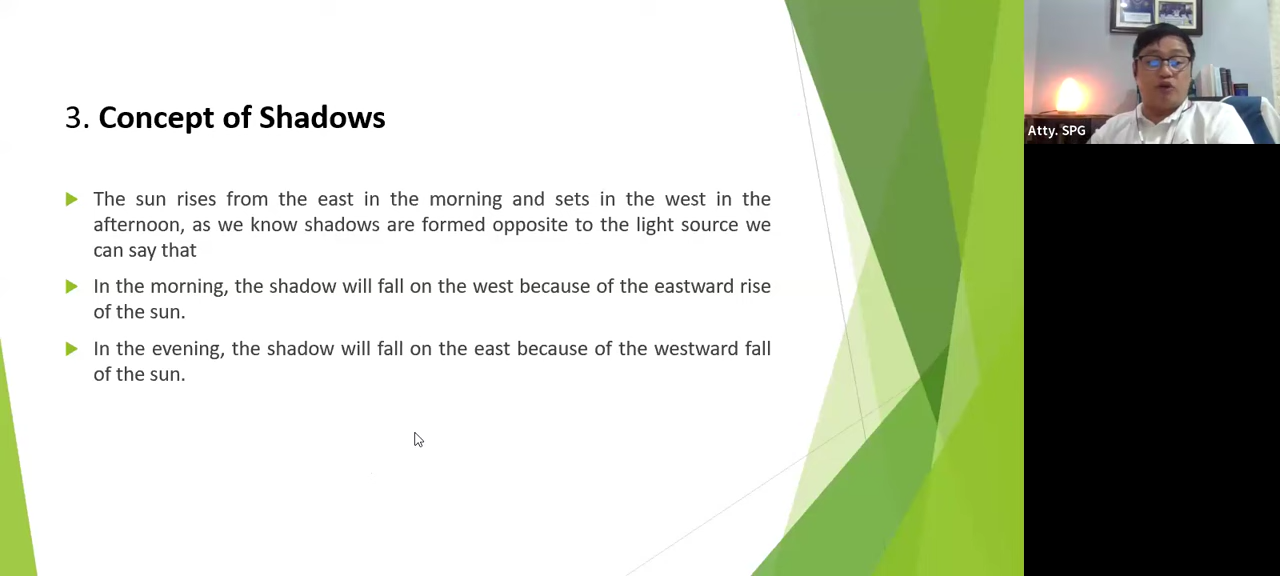 3. Concept of Shadows
The sun rises from the east in the morning and sets in the west in the
afternoon, as we know shadows are formed opposite to the light source we
can say that
In the morning, the shadow will fall on the west because of the eastward rise
of the sun.
In the evening, the shadow will fall on the east because of the westward fall
of the sun.
Atty. SPG